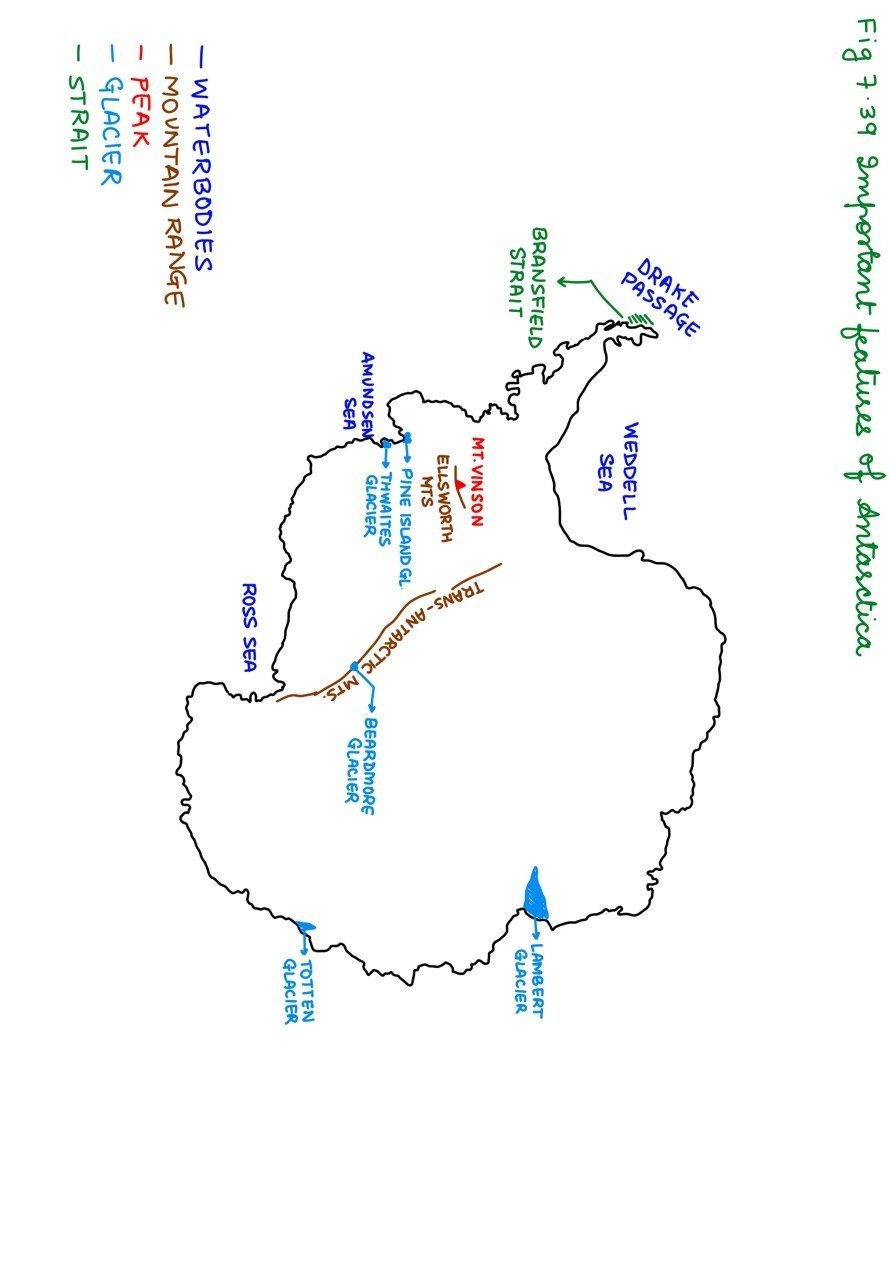 Fig 7.39 Important features of Antarctica
DRAKE
PASSAGE
BRANSFIELD
STRAIT
WEDDELL
SEA
MT.VINSON
ELLSWORTH
MTS
AMUNDSEN
SEA
PINE ISLAND GL.
THWAITES
GLACIER
TRANS-ANTARCTIC MTS.
ROSS SEA
BEARDMORE
GLACIER
LAMBERT
GLACIER
TOTTEN
GLACIER
— WATERBODIES
— MOUNTAIN RANGE
— PEAK
— GLACIER
— STRAIT